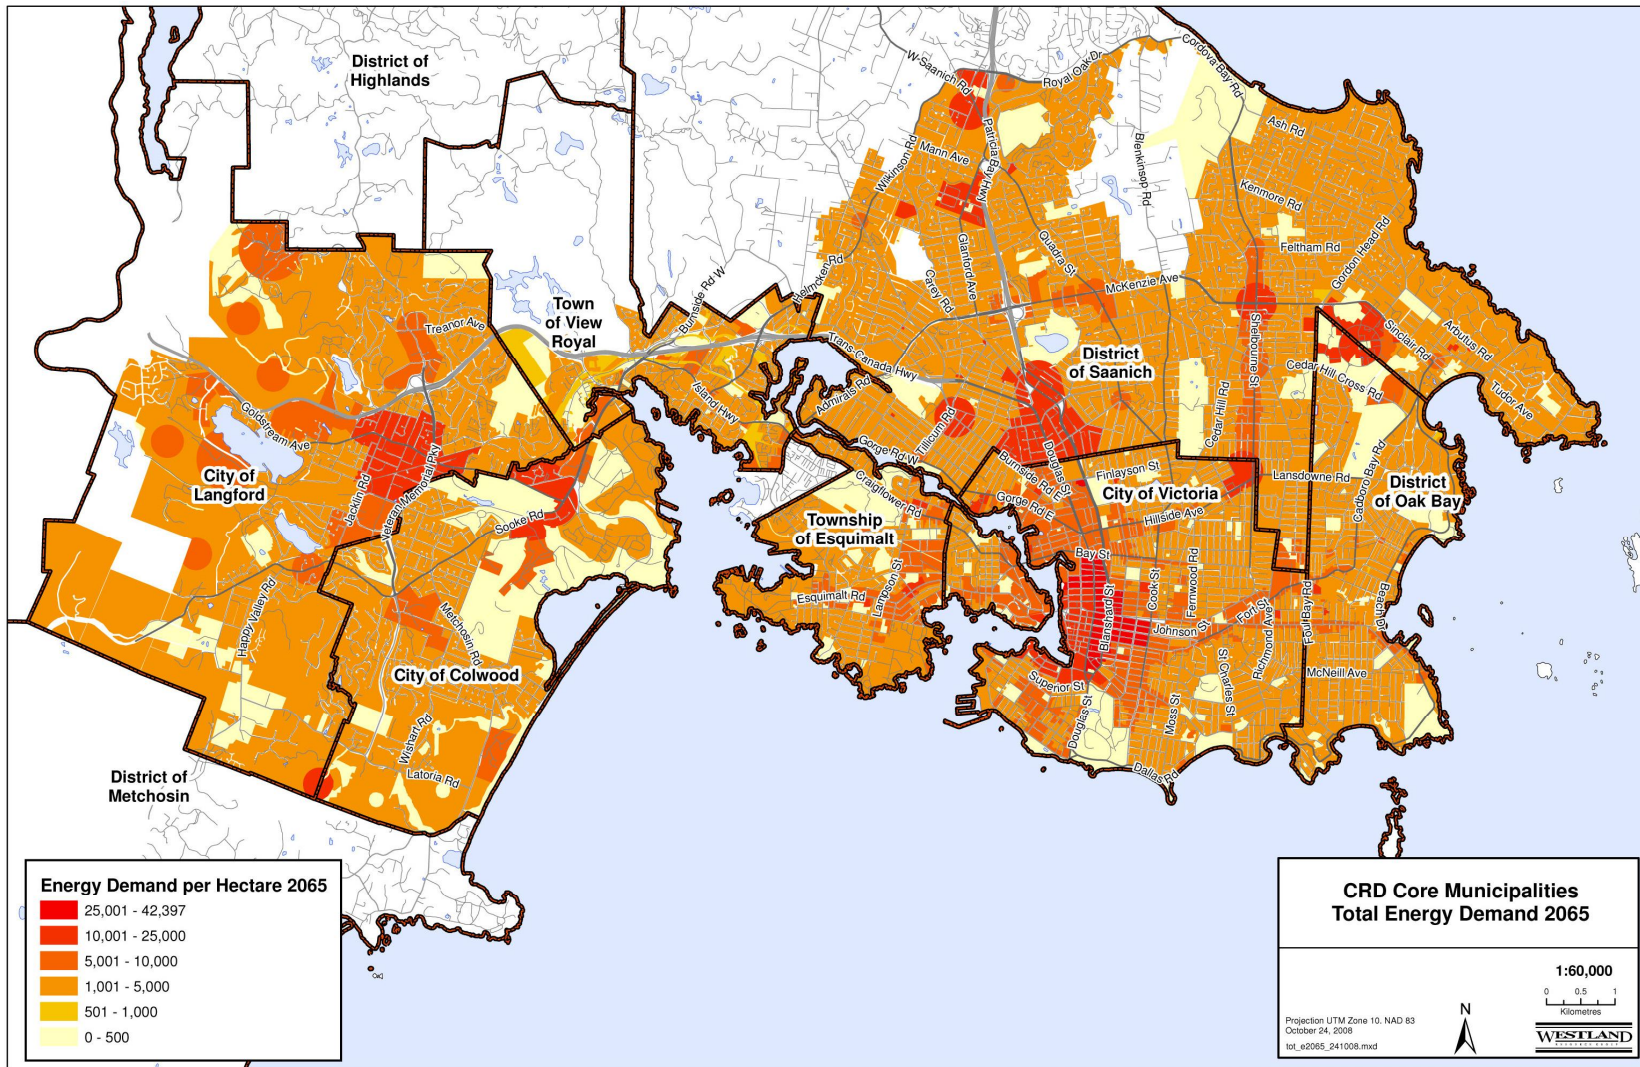 District of
Highlands
W-Saanich Rd
Royal Oak Dr
Cordova Bay Rd
Ash Rd
Patricia Bay Hwy
Mann Ave
Wilkinson Rd
Blenkinsop Rd
Kenmore Rd
Feltham Rd
Gordon Head Rd
Glanford Ave
Quadra St
Carey Rd
McKenzie Ave
Helmcken Rd
Burnside Rd W
Town
of View
Royal
Treanor Ave
Trans Canada Hwy
District
of Saanich
Shelbourne St
Sinclair Rd
Arbutus Rd
Cedar Hill Cross Rd
Tudor Ave
Island Hwy
Admirals Rd
Tillicum Rd
Cedar Hill Rd
Goldstream Ave
City of
Langford
Jacklin Rd
Veteran Memorial Pky
Gorge Rd W
Douglas St
Burnside Rd E
Finlayson St
City of Victoria
Lansdowne Rd
Cadboro Bay Rd
District
of Oak Bay
Craigflower Rd
Gorge Rd E
Hillside Ave
Sooke Rd
Township
of Esquimalt
Bay St
Esquimalt Rd
Lampson St
Blanshard St
Cook St
Fernwood Rd
Johnson St
Fort St
Richmond Ave
Foul Bay Rd
Beach Dr
Happy Valley Rd
Metchosin Rd
City of Colwood
Superior St
Douglas St
Moss St
St Charles St
McNeill Ave
Wishart Rd
Latoria Rd
Dallas Rd
District of
Metchosin
Energy Demand per Hectare 2065
25,001 - 42,397
10,001 - 25,000
5,001 - 10,000
1,001 - 5,000
501 - 1,000
0 - 500
CRD Core Municipalities
Total Energy Demand 2065
1:60,000
0 0.5 1
Kilometres
N
Projection UTM Zone 10. NAD 83
October 24, 2008
tot_e2065_241008.mxd
WESTLAND
RESOURCE GROUP